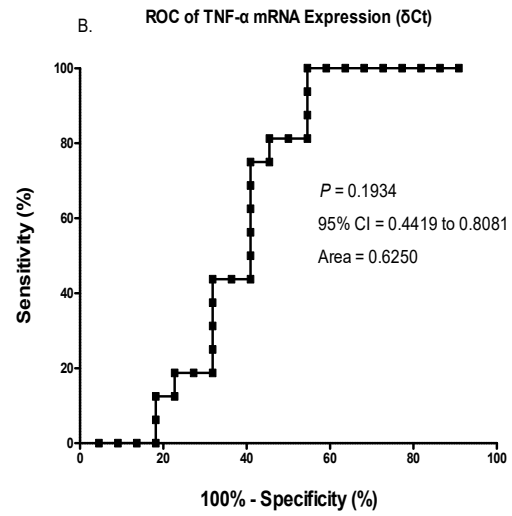 B.
ROC of TNF-α mRNA Expression (δCt)
Sensitivity (%)
100
80
60
40
20
0
P = 0.1934
95% CI = 0.4419 to 0.8081
Area = 0.6250
0 20 40 60 80 100
100% - Specificity (%)